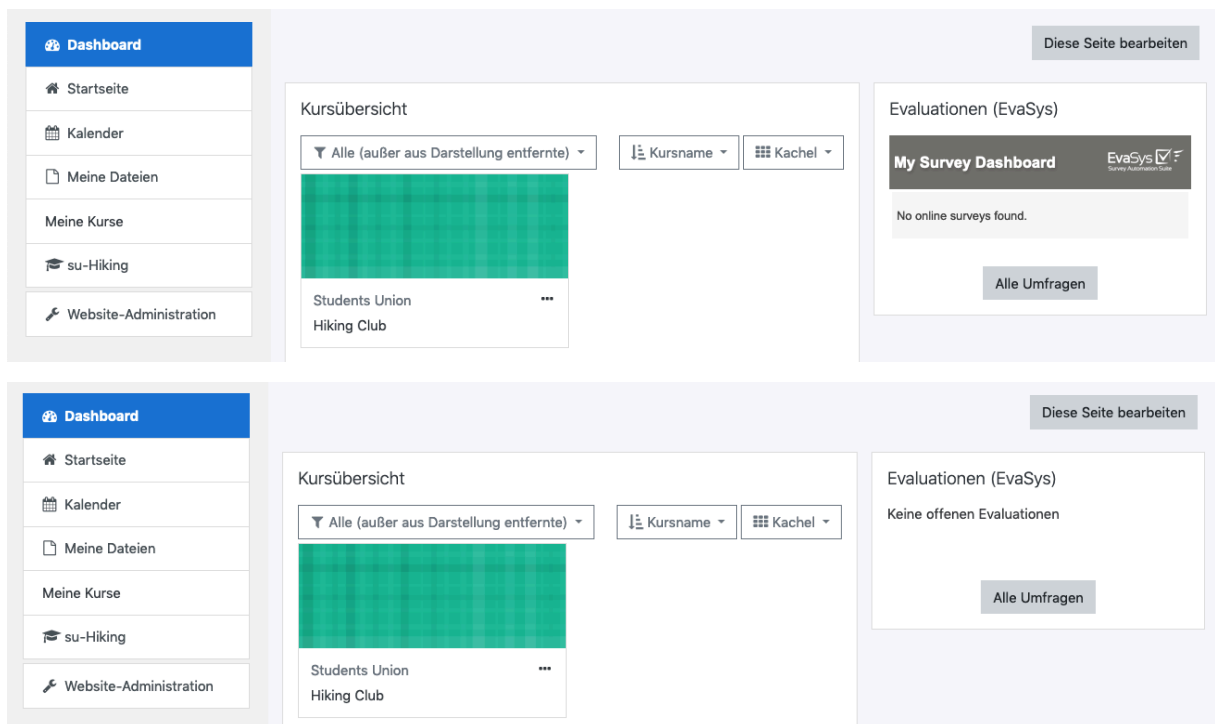 Dashboard
Startseite
Kalender
Meine Dateien
Meine Kurse
su-Hiking
Website-Administration
Diese Seite bearbeiten
Kursübersicht
Alle (außer aus Darstellung entfernte)
Kursname
Kachel
Students Union
Hiking Club
Evaluationen (EvaSys)
My Survey Dashboard
EvaSys
Survey Automation Suite
No online surveys found.
Alle Umfragen
Dashboard
Startseite
Kalender
Meine Dateien
Meine Kurse
su-Hiking
Website-Administration
Diese Seite bearbeiten
Kursübersicht
Alle (außer aus Darstellung entfernte)
Kursname
Kachel
Students Union
Hiking Club
Evaluationen (EvaSys)
Keine offenen Evaluationen
Alle Umfragen